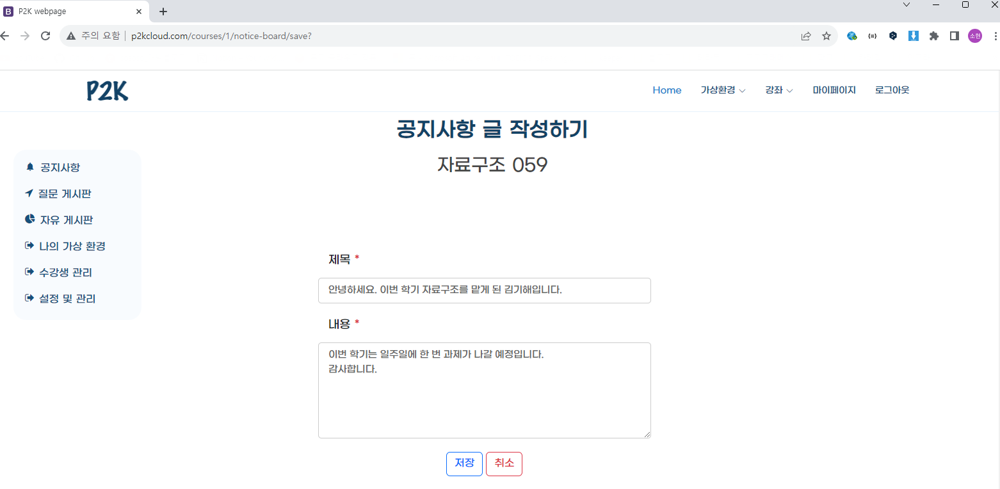 P2K webpage
주의 요함 p2kcloud.com/courses/1/notice-board/save?
소현
P2K
Home 가상환경 강좌 마이페이지 로그아웃
공지사항 글 작성하기
자료구조 059
공지사항
질문 게시판
자유 게시판
나의 가상 환경
수강생 관리
설정 및 관리
제목 *
안녕하세요. 이번 학기 자료구조를 맡게 된 김기해입니다.
내용 *
이번 학기는 일주일에 한 번 과제가 나갈 예정입니다.
감사합니다.
저장 취소